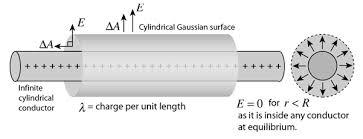 E
ΔA E
Cylindrical Gaussian surface
ΔA
+ + + + + + + + + + + + + + + + +
Infinite
cylindrical
conductor
λ = charge per unit length
E = 0 for r < R
as it is inside any conductor
at equilibrium.